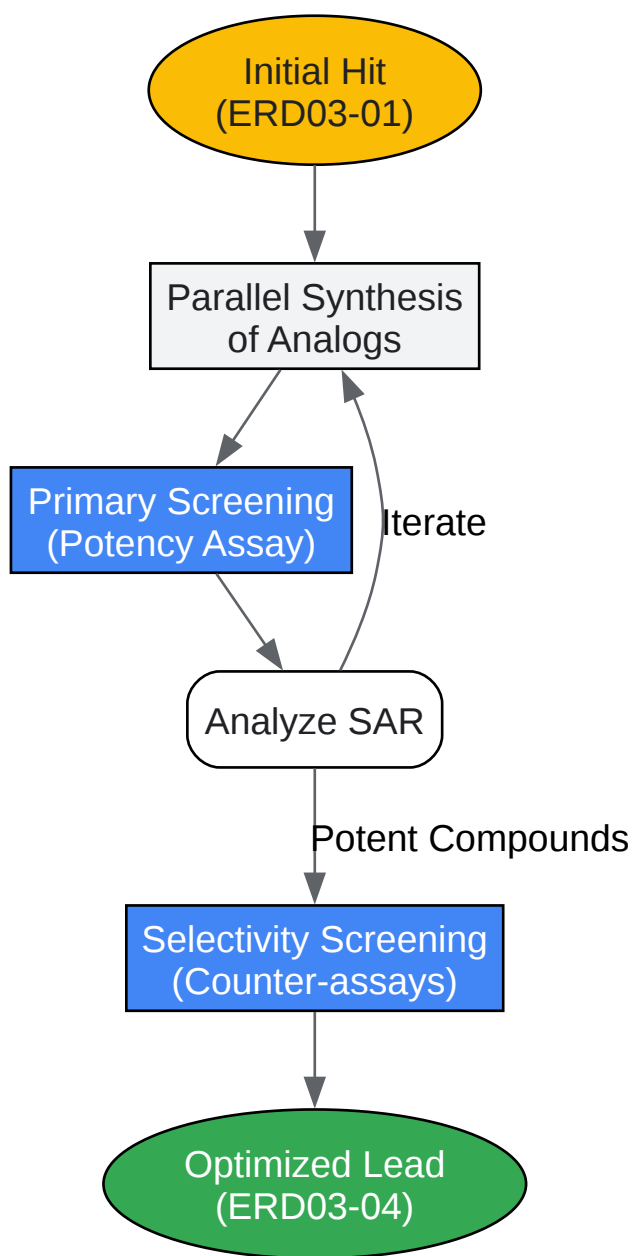 Initial Hit
(ERD03-01)
Parallel Synthesis
of Analogs
Primary Screening
(Potency Assay)
Iterate
Analyze SAR
Potent Compounds
Selectivity Screening
(Counter-assays)
Optimized Lead
(ERD03-04)